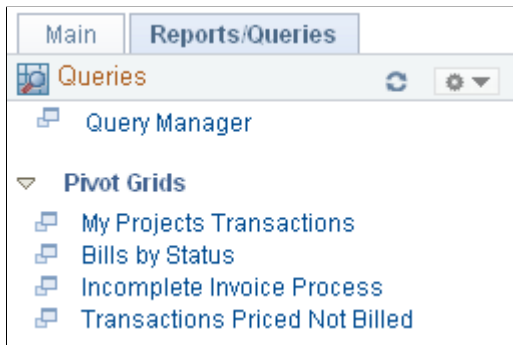 Main Reports/Queries
Queries
Query Manager
Pivot Grids
My Projects Transactions
Bills by Status
Incomplete Invoice Process
Transactions Priced Not Billed